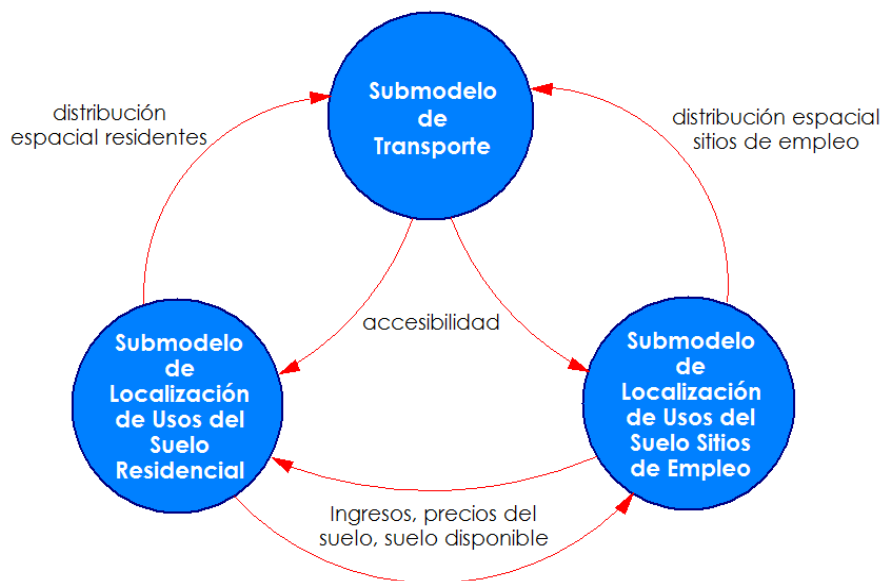 Submodelo
de
Transporte
distribución
espacial residentes
distribución espacial
sitios de empleo
accesibilidad
Submodelo
de
Localización
de Usos del
Suelo
Residencial
Submodelo
de
Localización
de Usos del
Suelo Sitios
de Empleo
Ingresos, precios del
suelo, suelo disponible